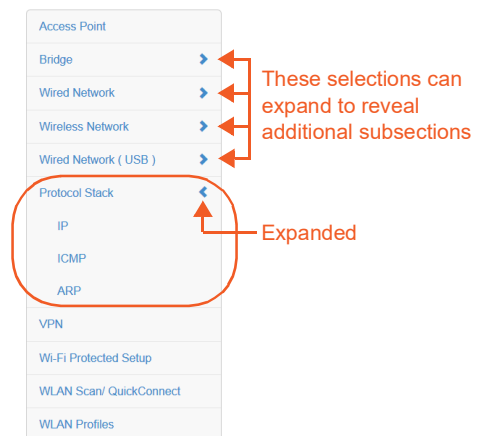 Access Point
Bridge
Wired Network
Wireless Network
Wired Network ( USB )
Protocol Stack
IP
ICMP
ARP
VPN
Wi-Fi Protected Setup
WLAN Scan/ QuickConnect
WLAN Profiles
These selections can
expand to reveal
additional subsections
Expanded